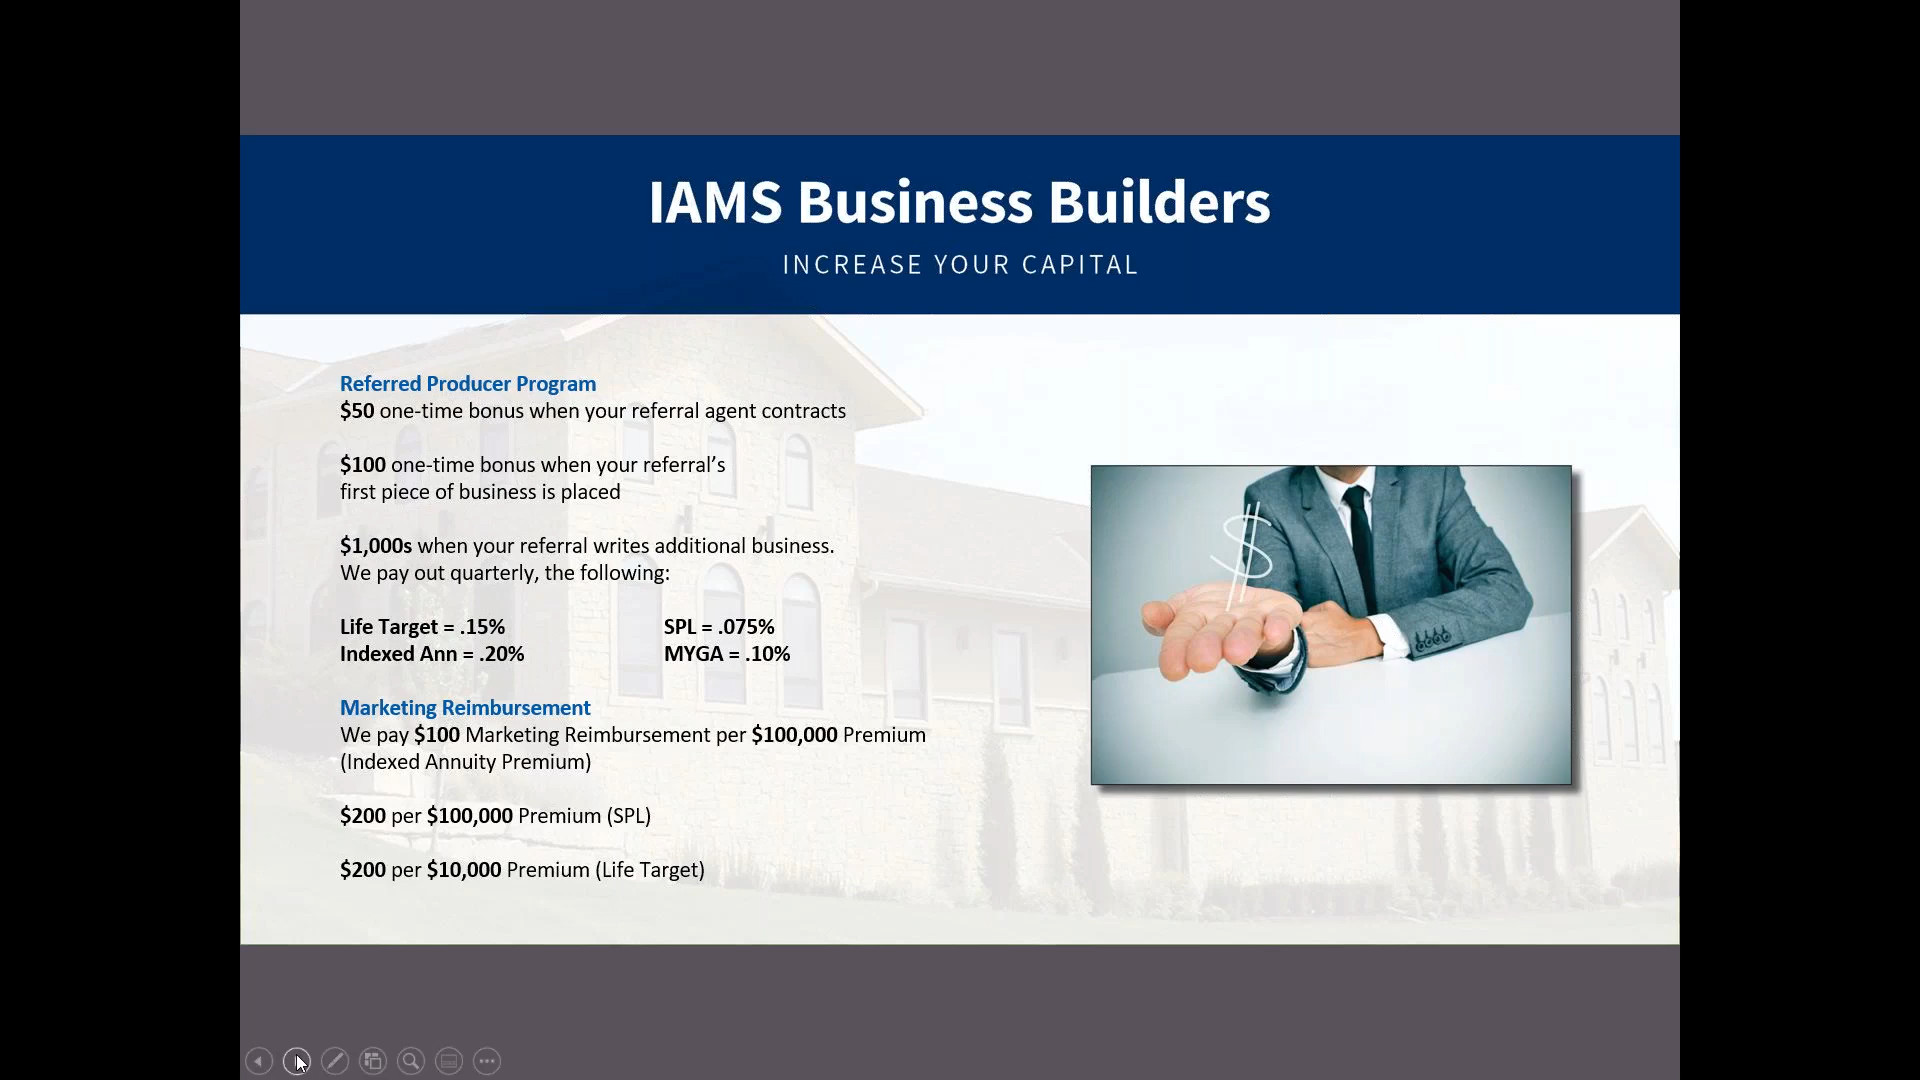 IAMS Business Builders
INCREASE YOUR CAPITAL
Referred Producer Program
$50 one-time bonus when your referral agent contracts
$100 one-time bonus when your referral’s
first piece of business is placed
$1,000s when your referral writes additional business.
We pay out quarterly, the following:
Life Target = .15% SPL = .075%
Indexed Ann = .20% MYGA = .10%
Marketing Reimbursement
We pay $100 Marketing Reimbursement per $100,000 Premium
(Indexed Annuity Premium)
$200 per $100,000 Premium (SPL)
$200 per $10,000 Premium (Life Target)
$